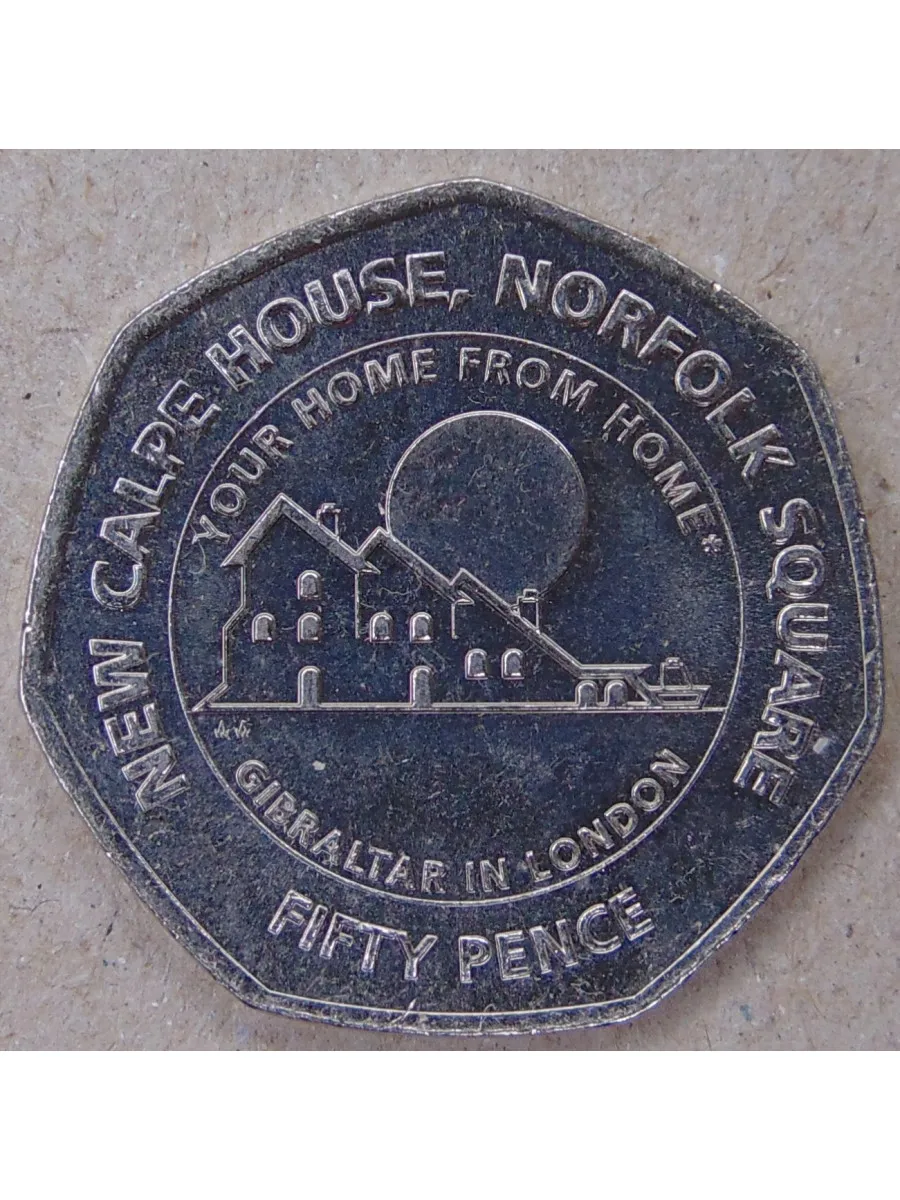 NEW CALPE HOUSE, NORFOLK SQUARE
YOUR HOME FROM HOME*
GIBRALTAR IN LONDON
FIFTY PENCE